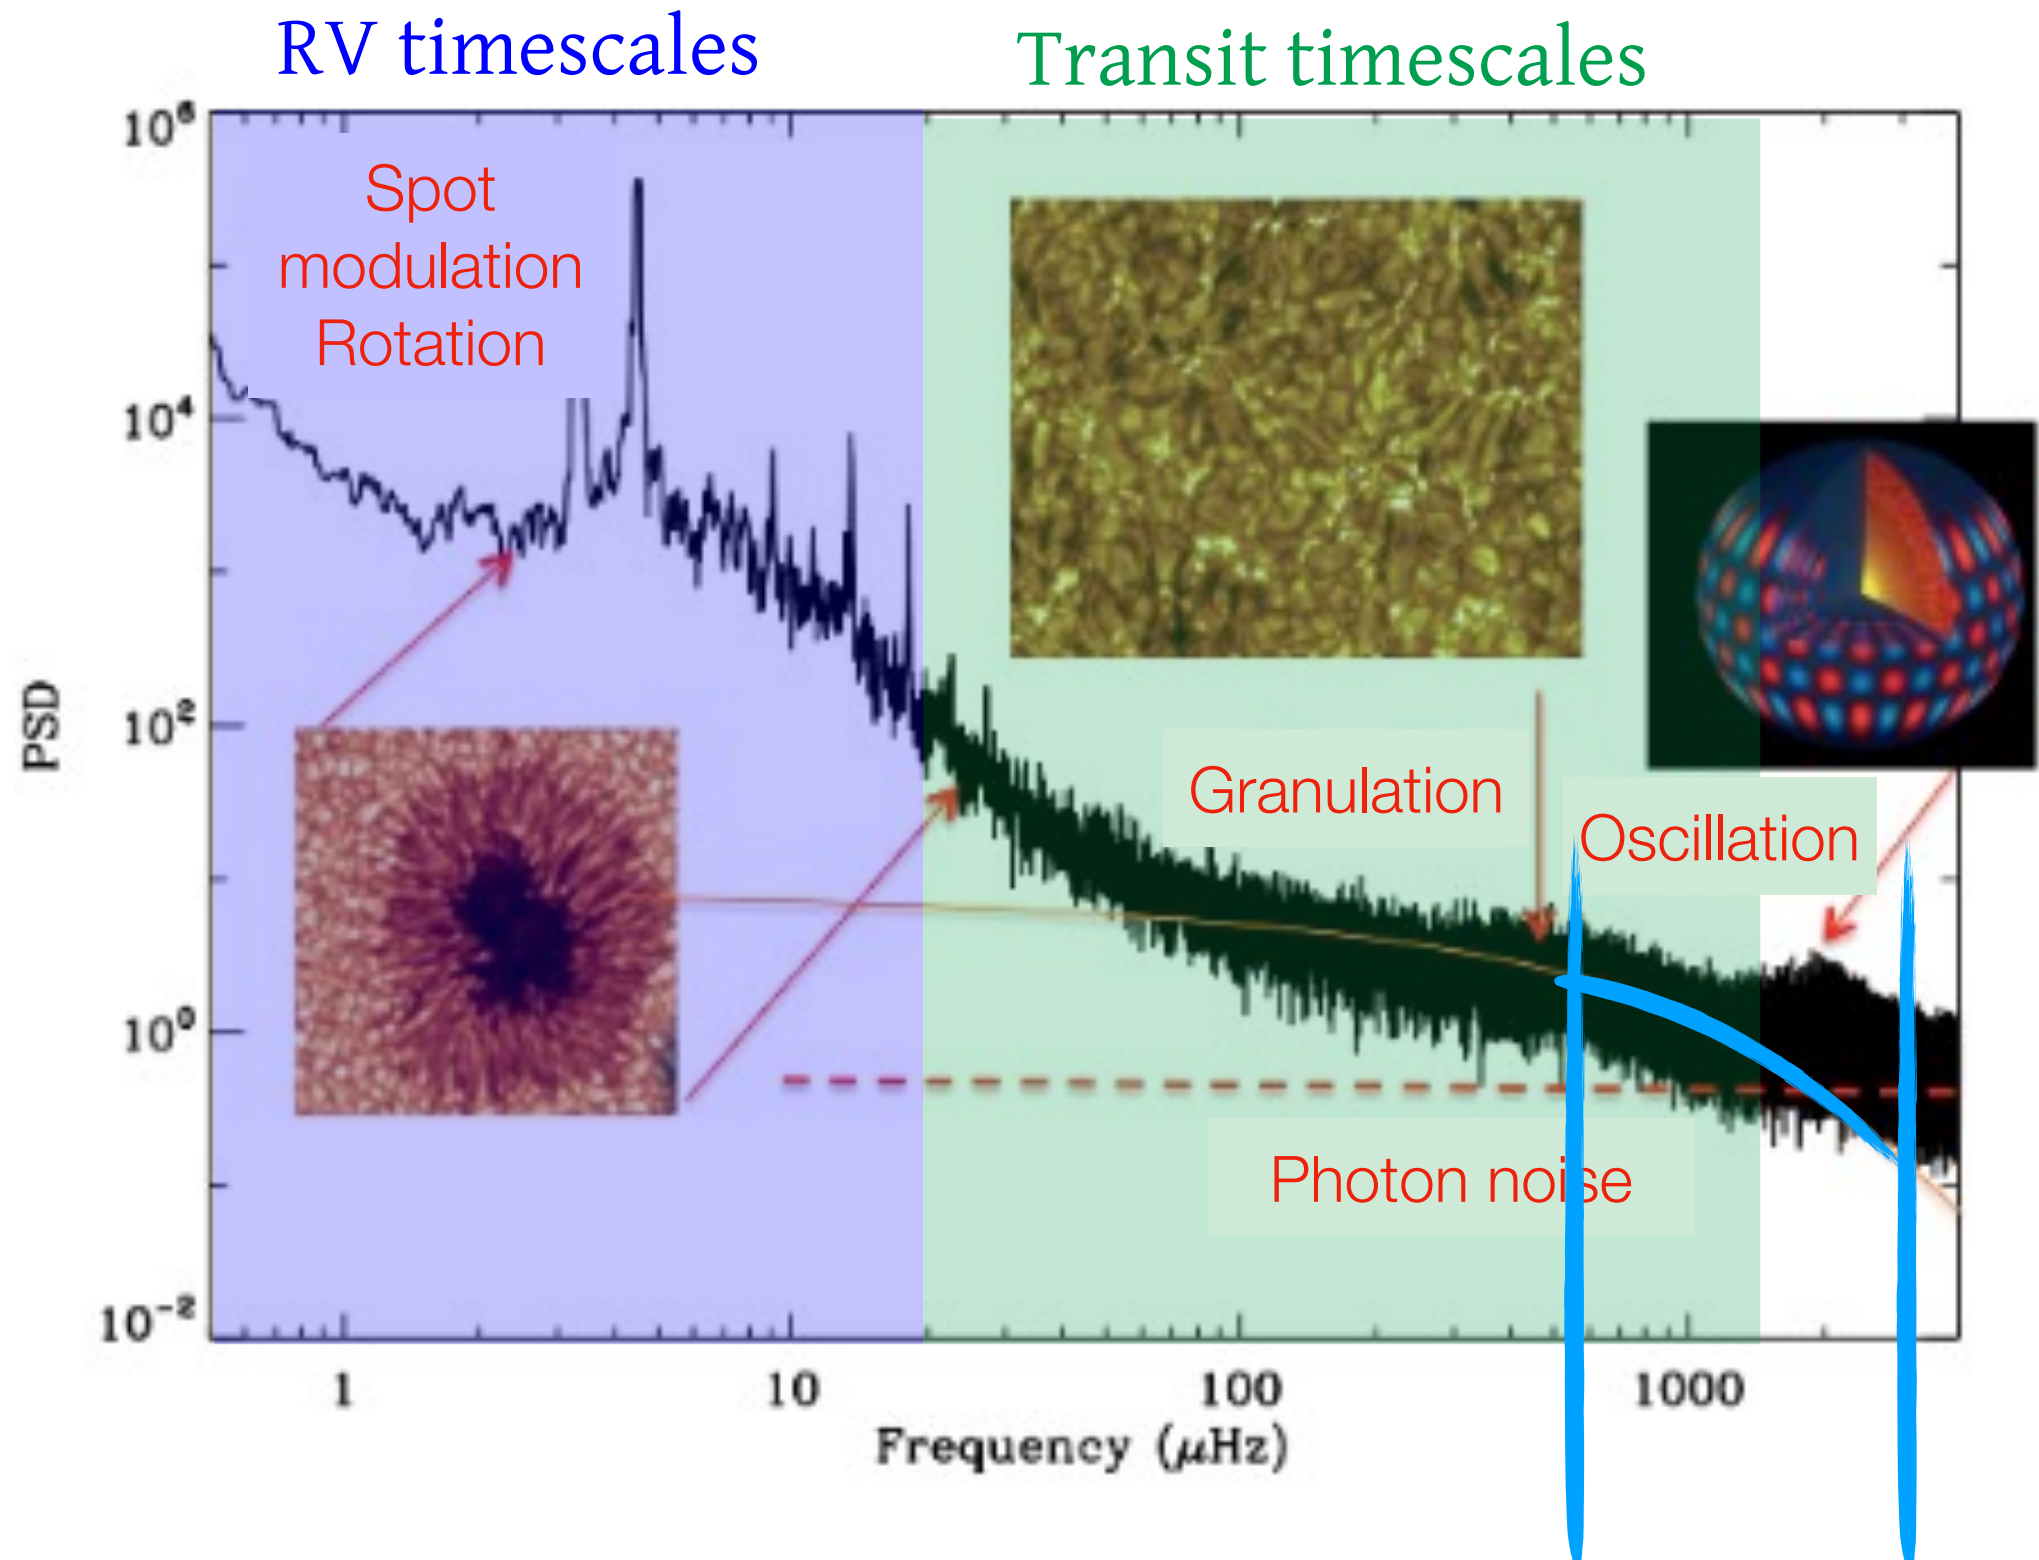 RV timescales
Transit timescales
10⁶
Spot
modulation
Rotation
10⁴
PSD
10²
Granulation
Oscillation
10⁰
Photon noise
10⁻²
1 10 100 1000
Frequency (μHz)